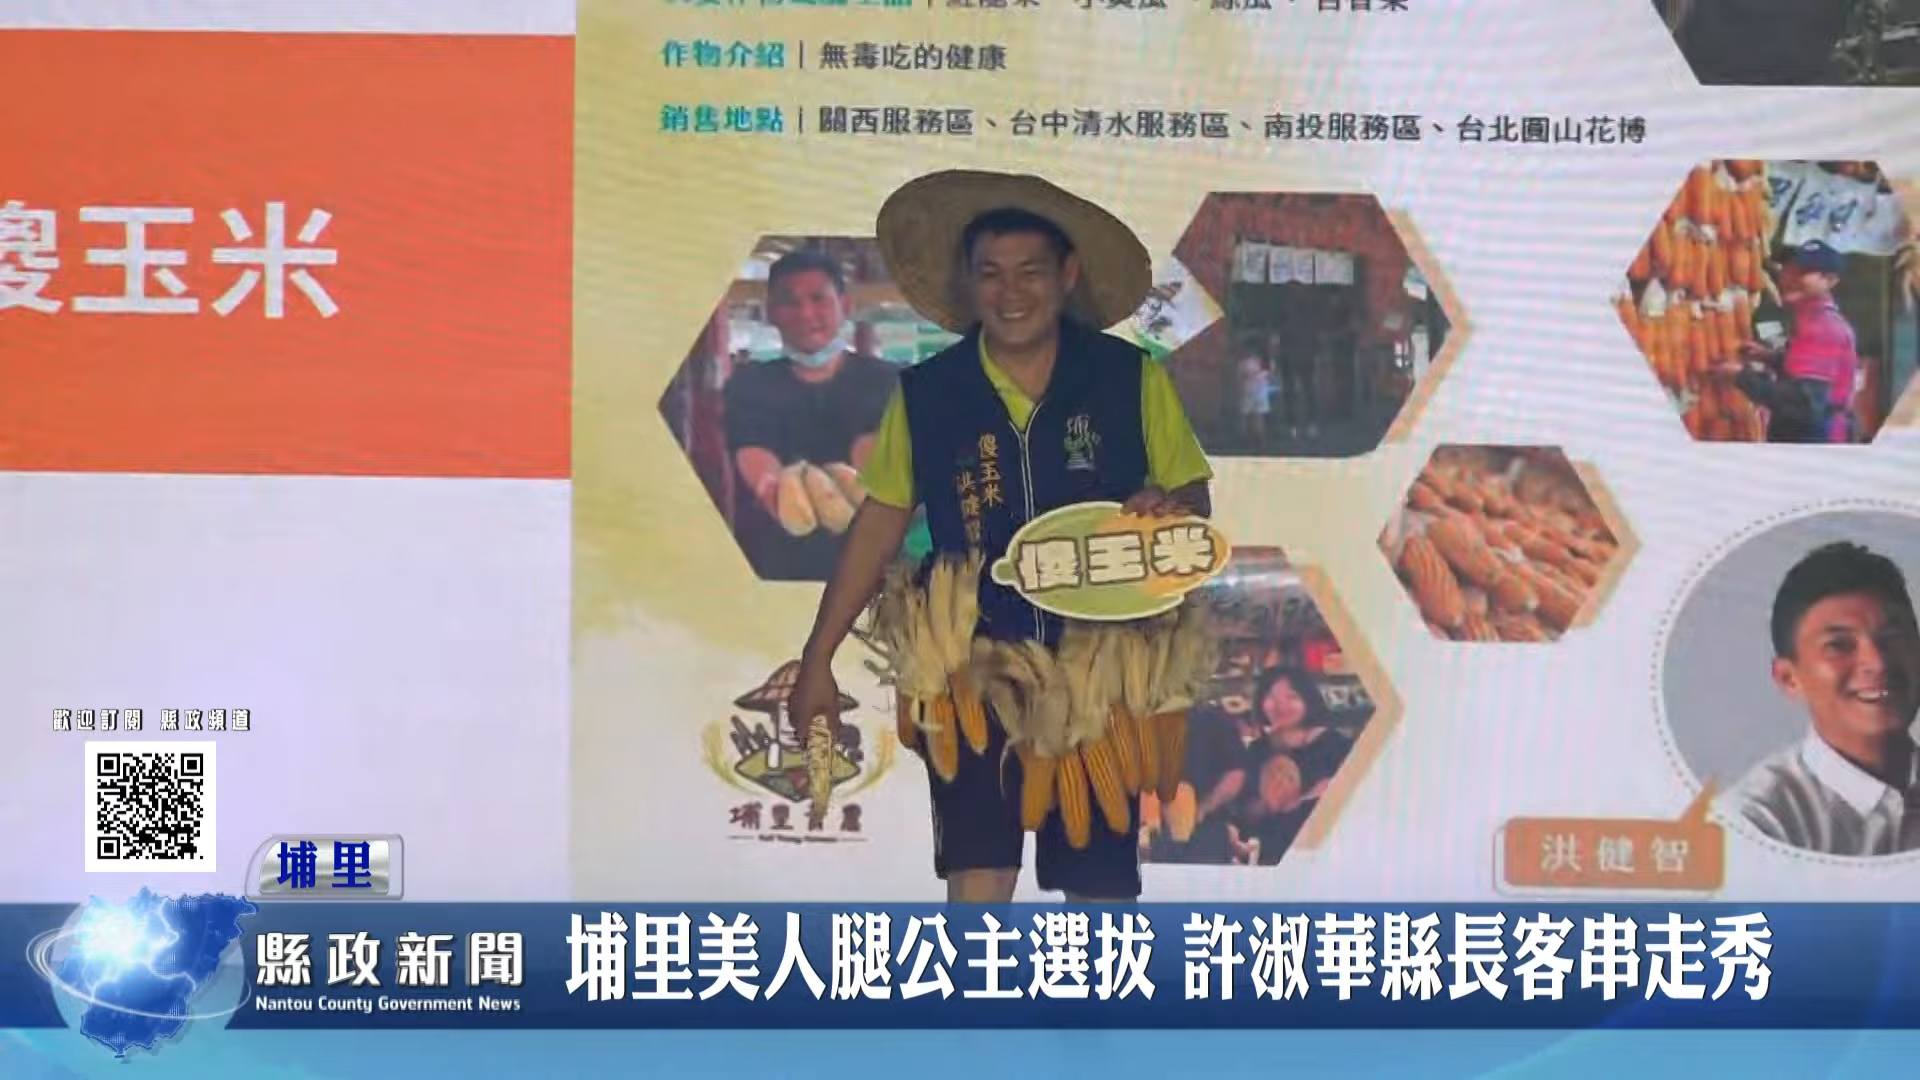 作物介紹｜無毒吃的健康
銷售地點｜關西服務區、台中清水服務區、南投服務區、台北圓山花博
傻玉米
傻玉米
洪健智
傻玉米
埔里青農
洪健智
歡迎訂閱 縣政頻道
埔里
縣政新聞
Nantou County Government News
埔里美人腿公主選拔 許淑華縣長客串走秀